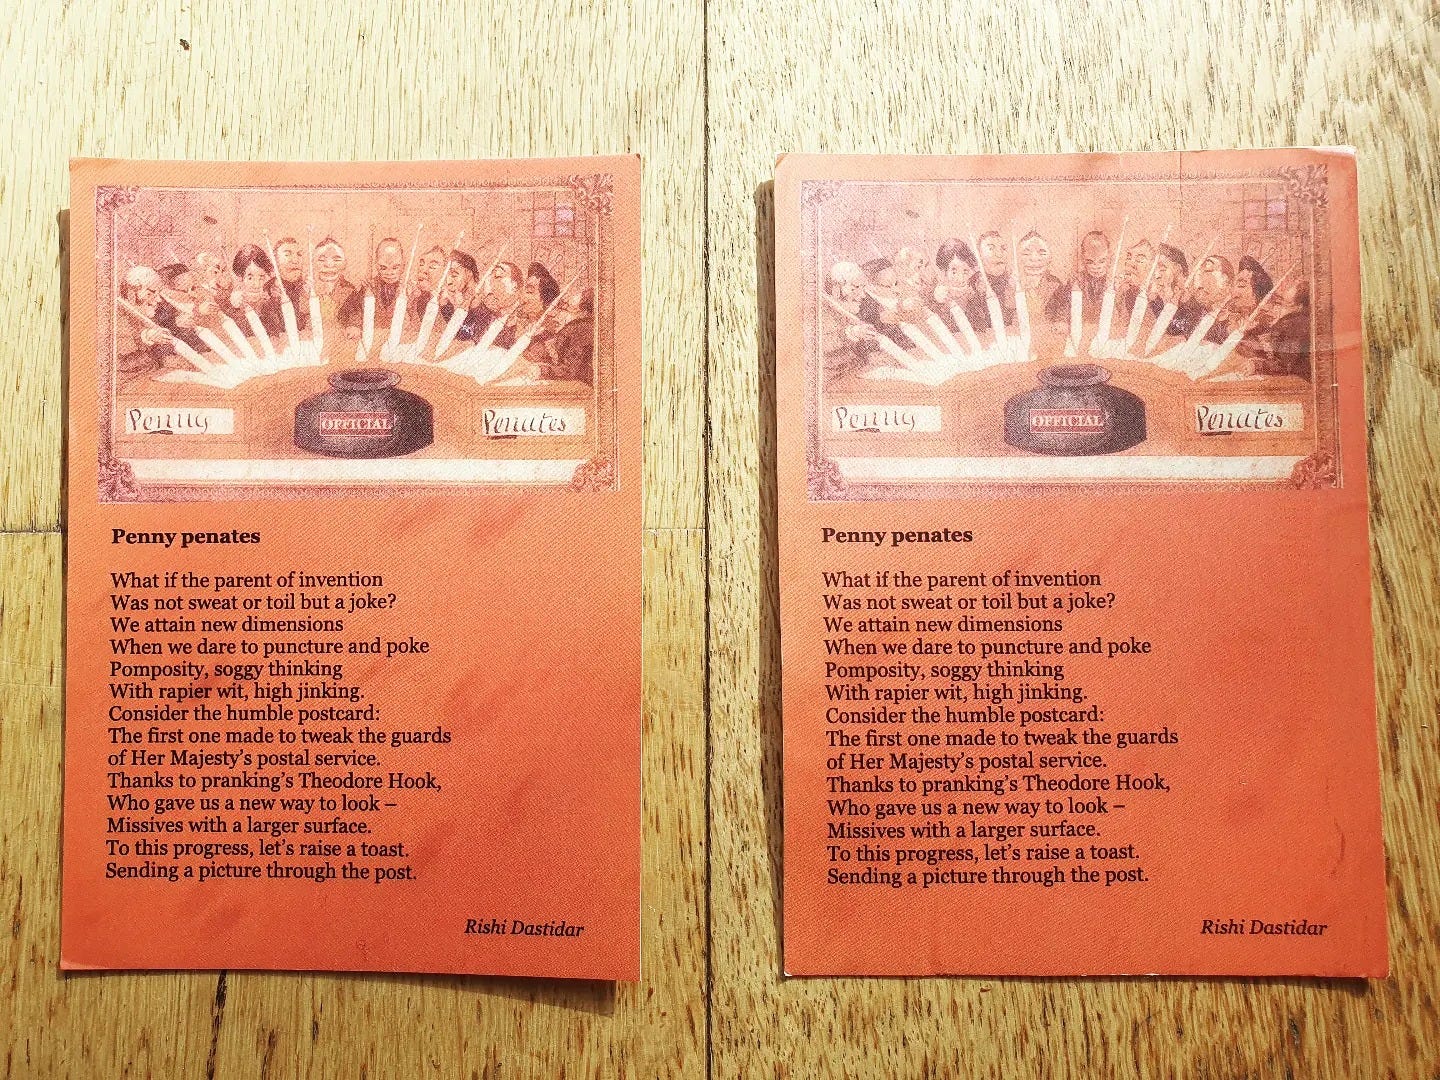 Penny
OFFICIAL
Penates
Penny penates
What if the parent of invention
Was not sweat or toil but a joke?
We attain new dimensions
When we dare to puncture and poke
Pomposity, soggy thinking
With rapier wit, high jinking.
Consider the humble postcard:
The first one made to tweak the guards
of Her Majesty's postal service.
Thanks to pranking's Theodore Hook,
Who gave us a new way to look –
Missives with a larger surface.
To this progress, let's raise a toast.
Sending a picture through the post.
Rishi Dastidar
Penny
OFFICIAL
Penates
Penny penates
What if the parent of invention
Was not sweat or toil but a joke?
We attain new dimensions
When we dare to puncture and poke
Pomposity, soggy thinking
With rapier wit, high jinking.
Consider the humble postcard:
The first one made to tweak the guards
of Her Majesty's postal service.
Thanks to pranking's Theodore Hook,
Who gave us a new way to look –
Missives with a larger surface.
To this progress, let's raise a toast.
Sending a picture through the post.
Rishi Dastidar